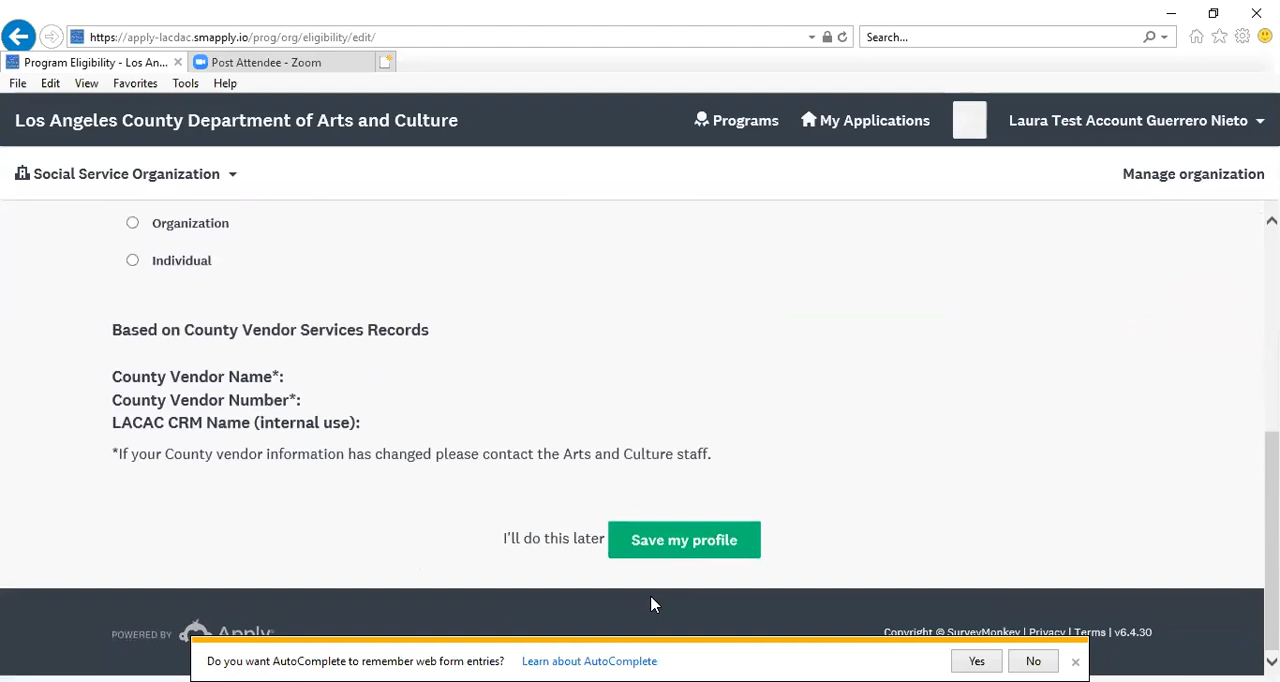 https://apply-lacdac.smapply.io/prog/org/eligibility/edit/
Search...
Program Eligibility - Los An...
Post Attendee - Zoom
File Edit View Favorites Tools Help
Los Angeles County Department of Arts and Culture
Programs
My Applications
Laura Test Account Guerrero Nieto
Social Service Organization
Manage organization
Organization
Individual
Based on County Vendor Services Records
County Vendor Name*:
County Vendor Number*:
LACAC CRM Name (internal use):
*If your County vendor information has changed please contact the Arts and Culture staff.
I'll do this later
Save my profile
POWERED BY Apply
Copyright © SurveyMonkey | Privacy | Terms | v6.4.30
Do you want AutoComplete to remember web form entries? Learn about AutoComplete
Yes
No